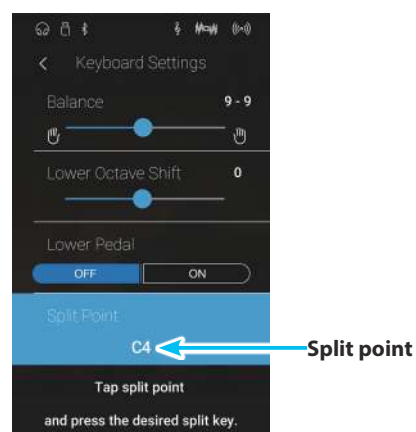 Keyboard Settings
Balance 9 - 9
Lower Octave Shift 0
Lower Pedal
OFF ON
Split Point
C4
Split point
Tap split point
and press the desired split key.